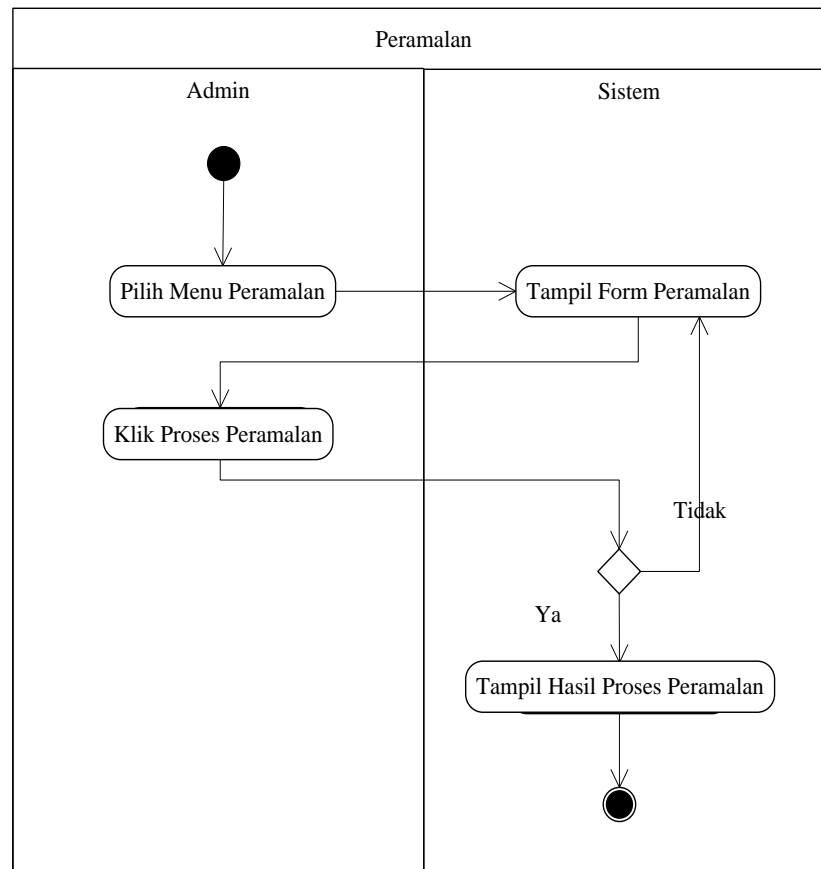 Peramalan
Admin
Sistem
Pilih Menu Peramalan
Tampil Form Peramalan
Klik Proses Peramalan
Tidak
Ya
Tampil Hasil Proses Peramalan